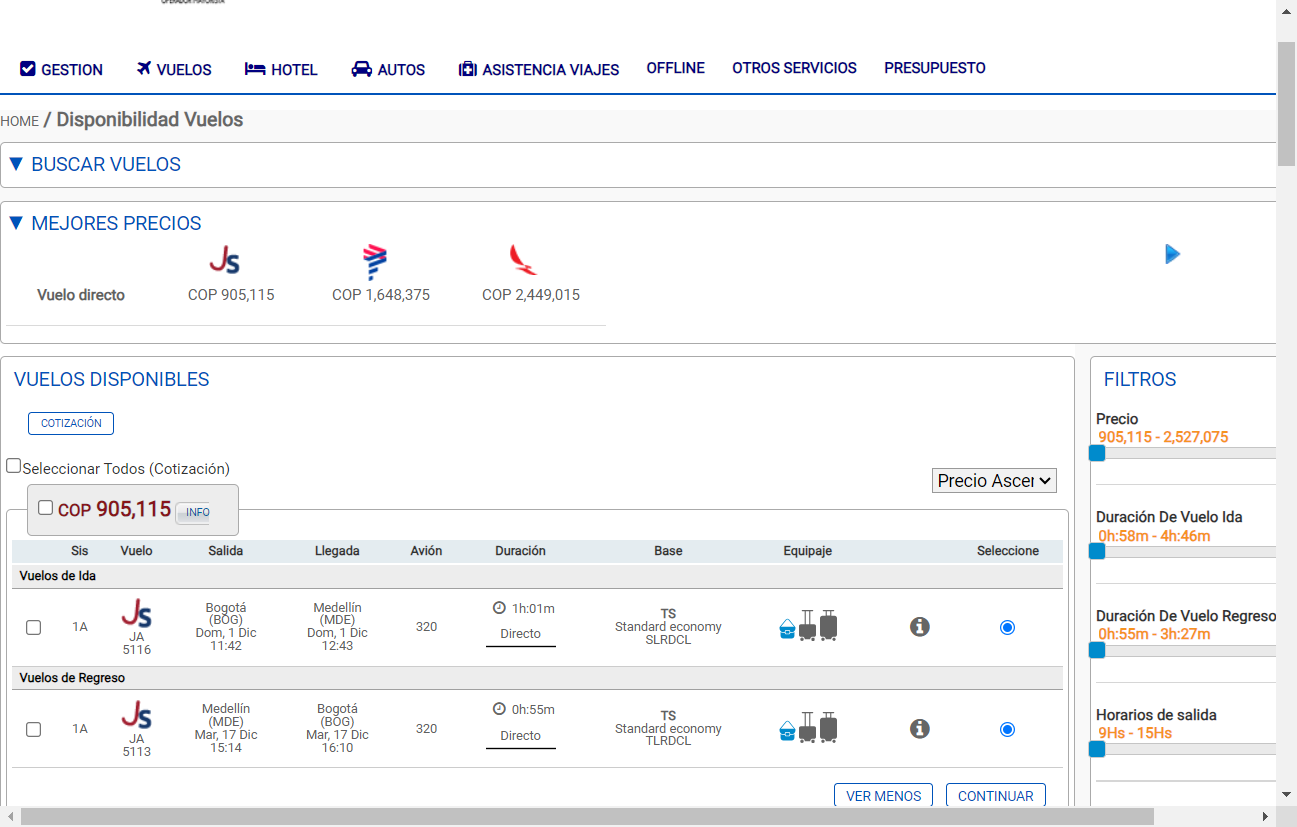 OPERADOR MAYORISTA
GESTION VUELOS HOTEL AUTOS ASISTENCIA VIAJES OFFLINE OTROS SERVICIOS PRESUPUESTO
HOME / Disponibilidad Vuelos
▼ BUSCAR VUELOS
▼ MEJORES PRECIOS
JS
Vuelo directo COP 905,115 COP 1,648,375 COP 2,449,015
VUELOS DISPONIBLES
COTIZACIÓN
Seleccionar Todos (Cotización)
Precio Ascer
COP 905,115 INFO
Sis Vuelo Salida Llegada Avión Duración Base Equipaje Seleccione
Vuelos de Ida
1A
JS
JA
5116
Bogotá
(BOG)
Dom, 1 Dic
11:42
Medellín
(MDE)
Dom, 1 Dic
12:43
320
1h:01m
Directo
TS
Standard economy
SLRDCL
Vuelos de Regreso
1A
JS
JA
5113
Medellín
(MDE)
Mar, 17 Dic
15:14
Bogotá
(BOG)
Mar, 17 Dic
16:10
320
0h:55m
Directo
TS
Standard economy
TLRDCL
VER MENOS CONTINUAR
FILTROS
Precio
905,115 - 2,527,075
Duración De Vuelo Ida
0h:58m - 4h:46m
Duración De Vuelo Regreso
0h:55m - 3h:27m
Horarios de salida
9Hs - 15Hs